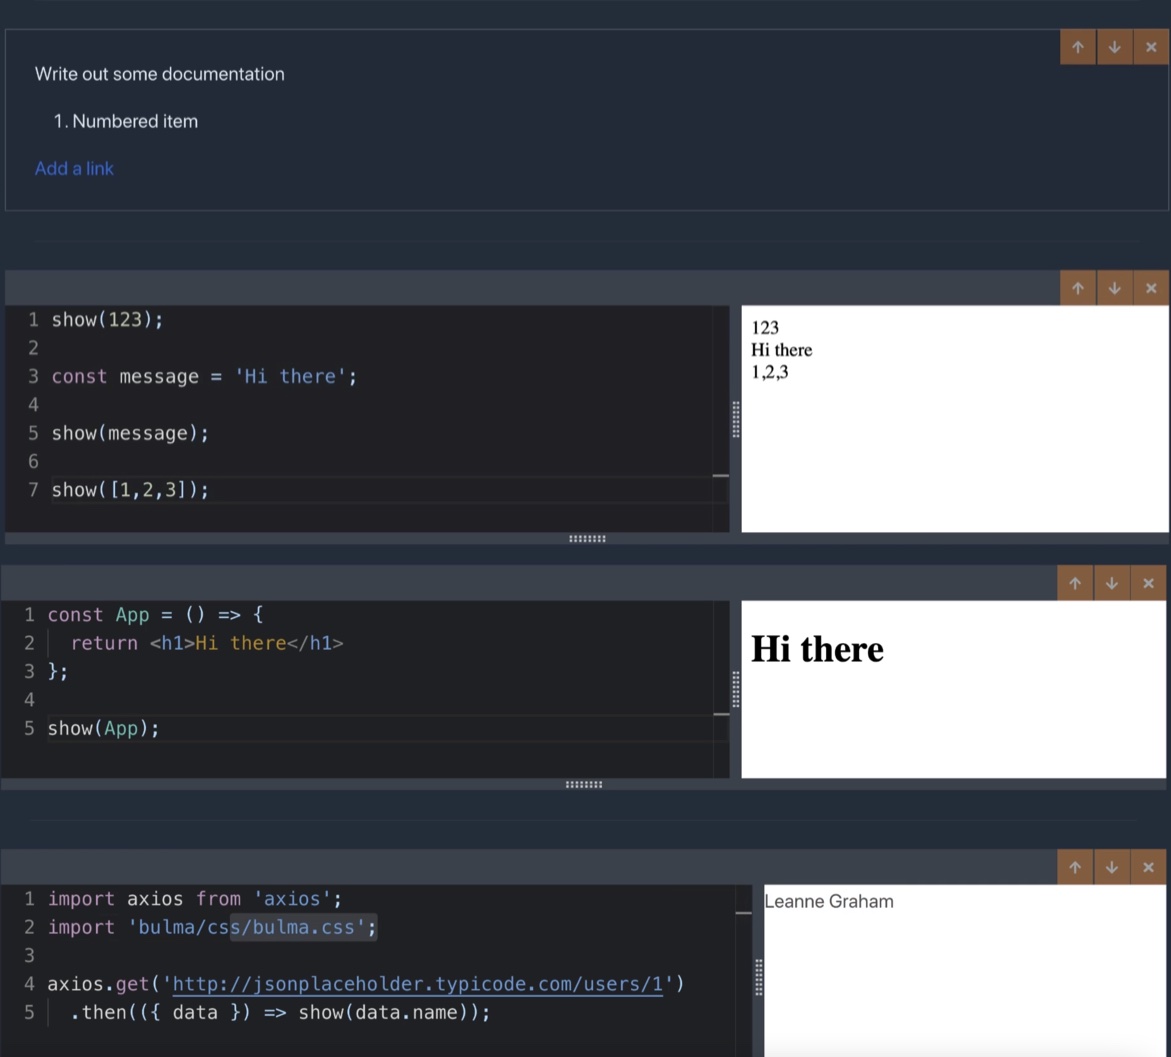 Write out some documentation
1. Numbered item
Add a link
1 show(123);
2
3 const message = 'Hi there';
4
5 show(message);
6
7 show([1,2,3]);
123
Hi there
1,2,3
1 const App = () => {
2 return <h1>Hi there</h1>
3 };
4
5 show(App);
Hi there
1 import axios from 'axios';
2 import 'bulma/css/bulma.css';
3
4 axios.get('http://jsonplaceholder.typicode.com/users/1')
5 .then(({ data }) => show(data.name));
Leanne Graham